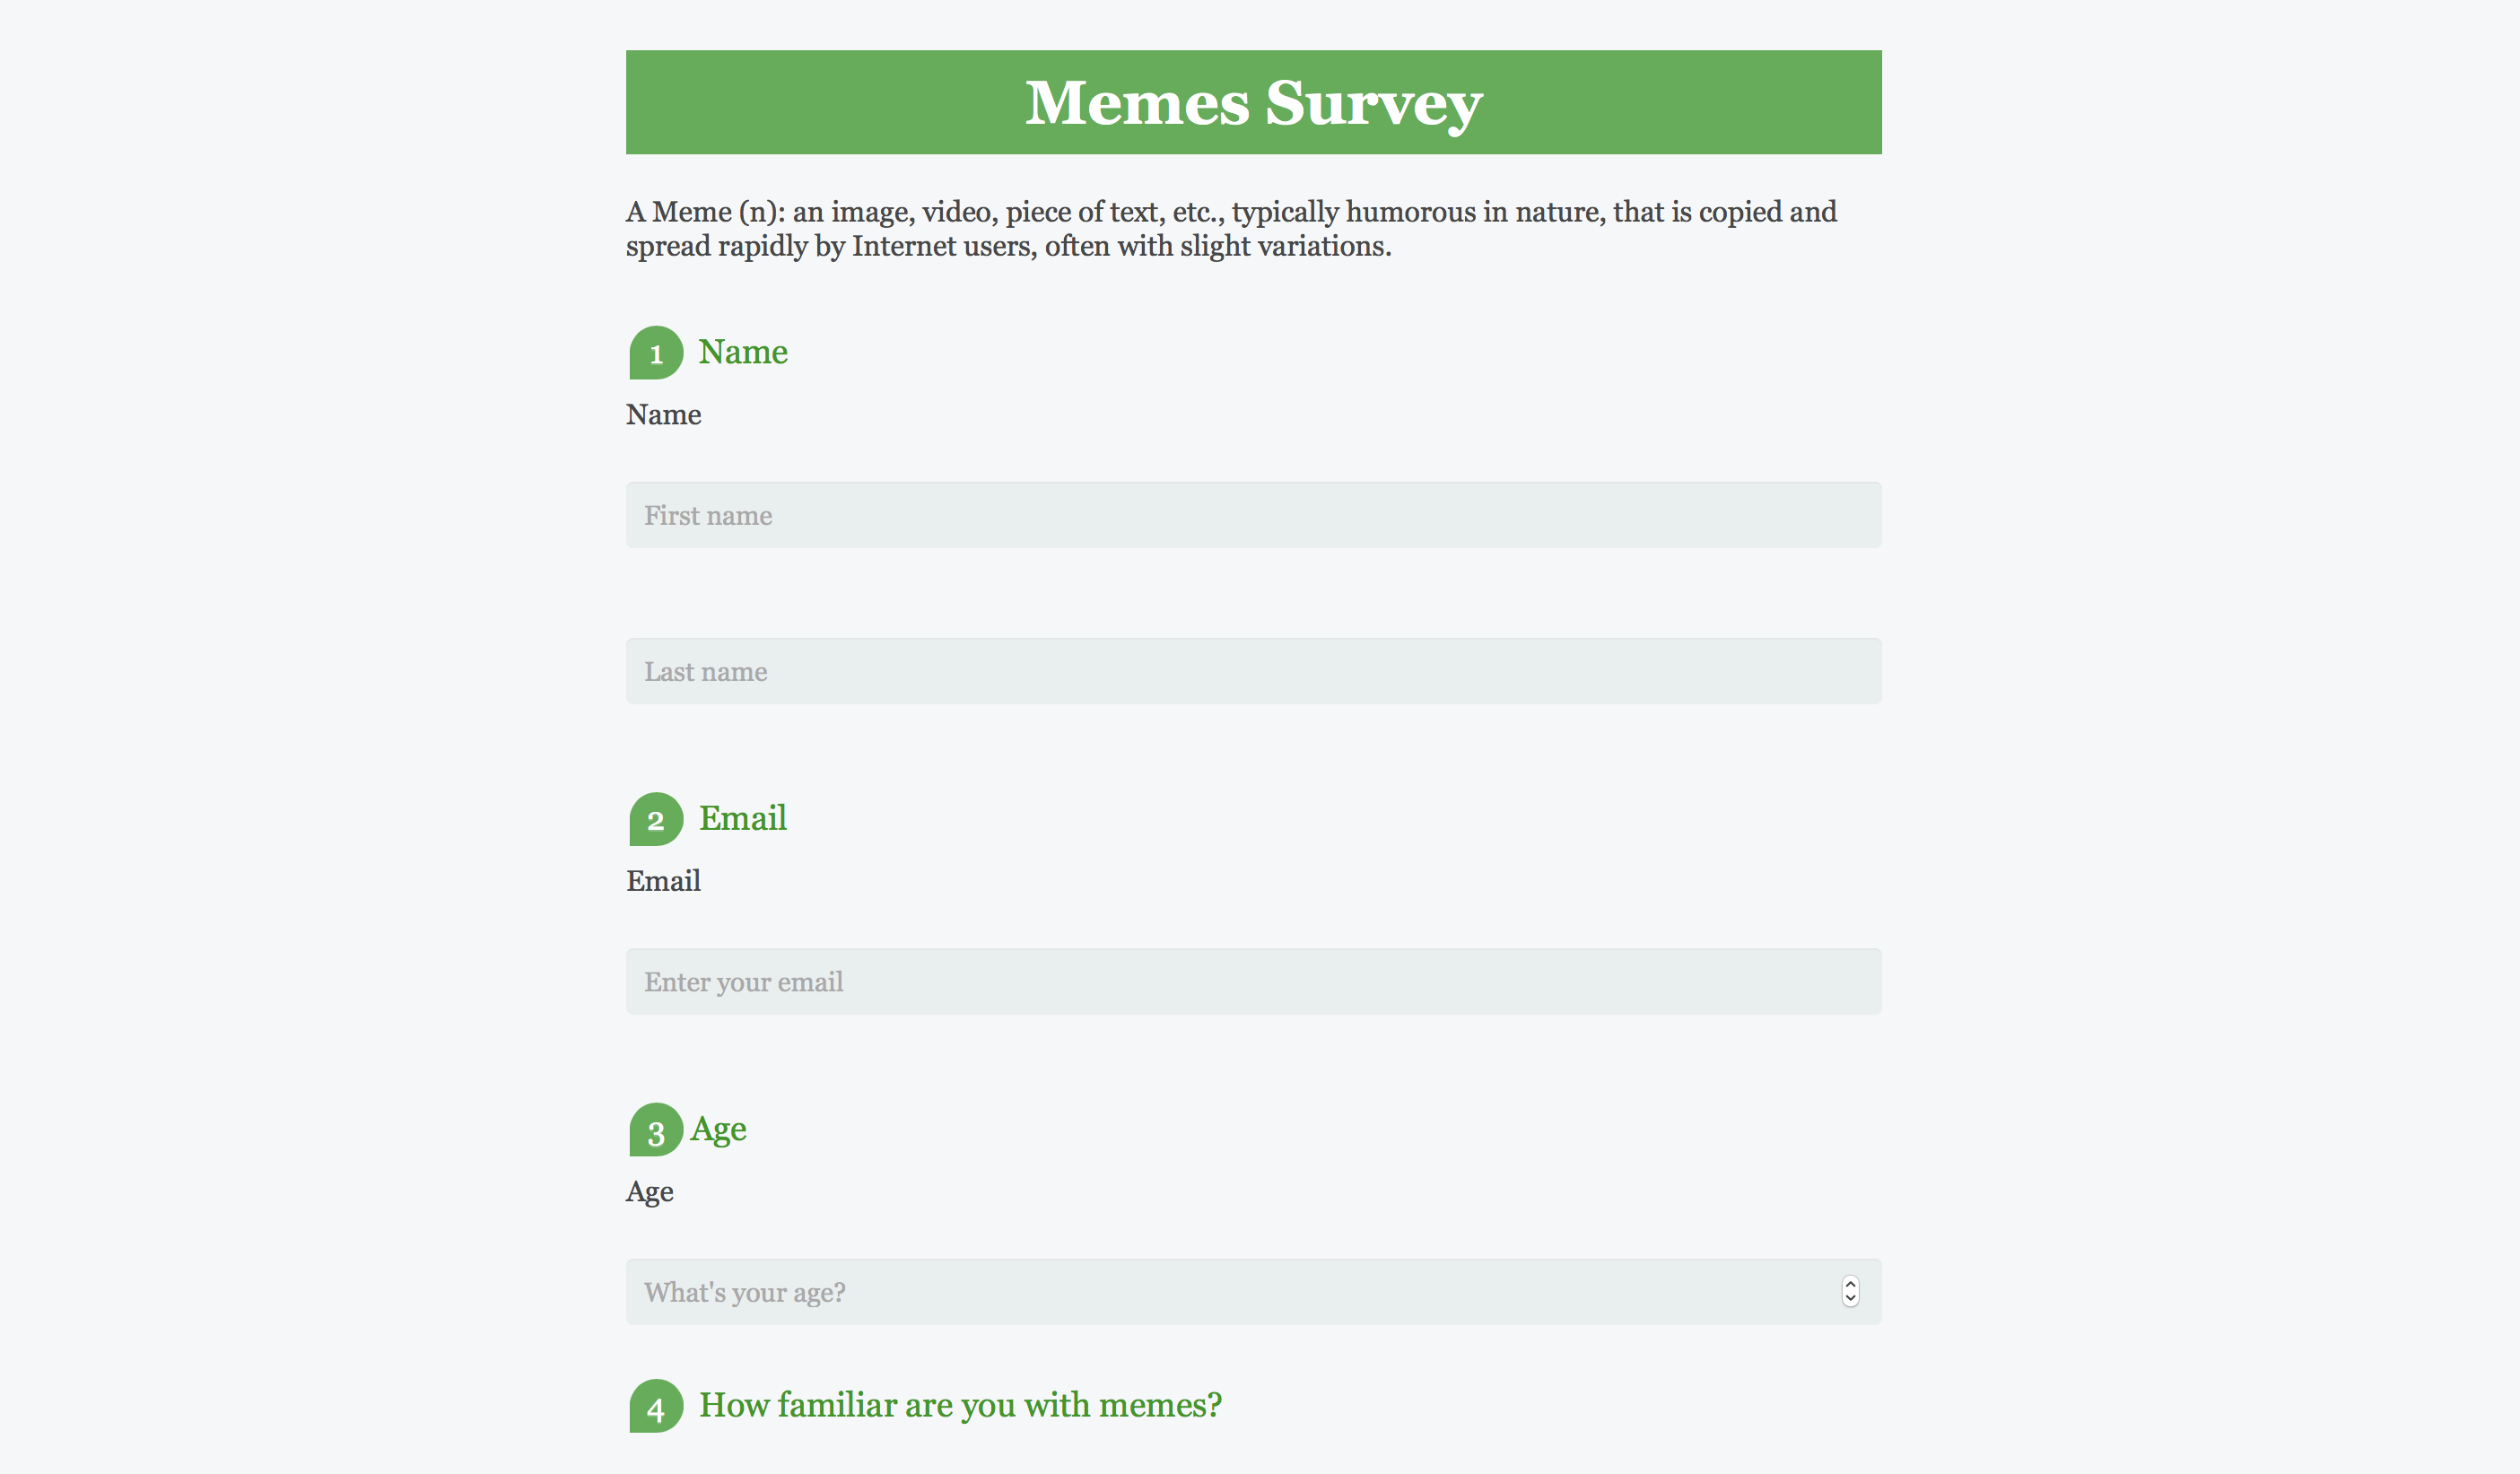 Memes Survey
A Meme (n): an image, video, piece of text, etc., typically humorous in nature, that is copied and
spread rapidly by Internet users, often with slight variations.
1 Name
Name
First name
Last name
2 Email
Email
Enter your email
3 Age
Age
What's your age?
4 How familiar are you with memes?